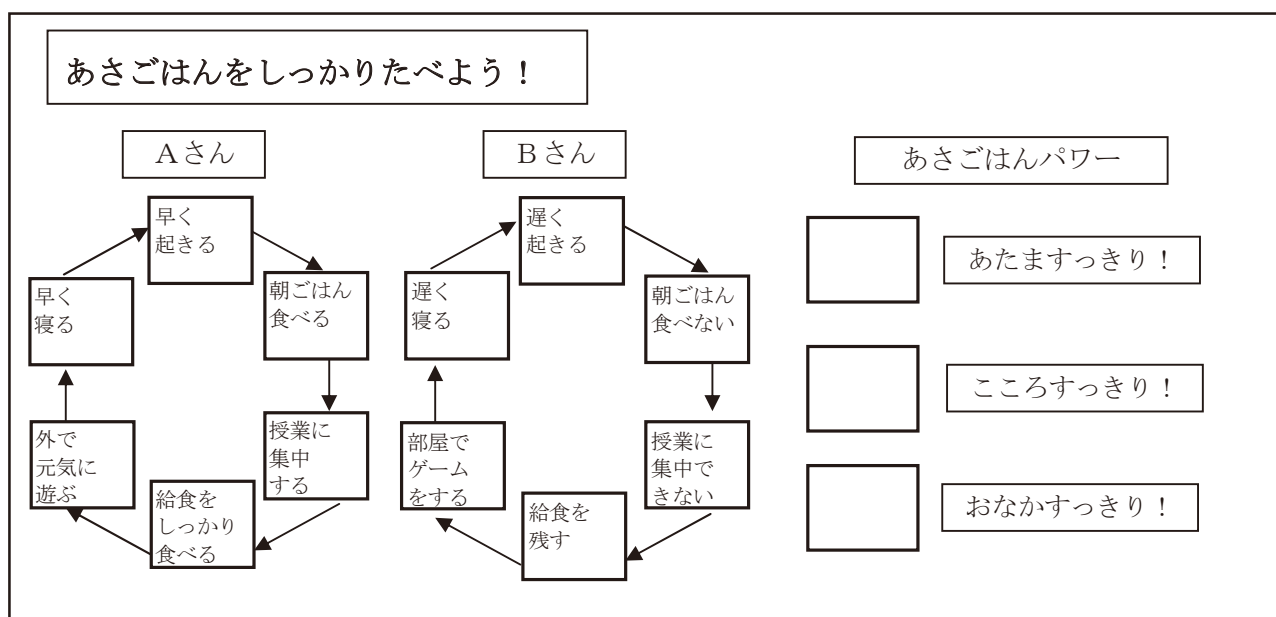 あさごはんをしっかりたべよう！
Ａさん
早く
起きる
朝ごはん
食べる
授業に
集中
する
給食を
しっかり
食べる
外で
元気に
遊ぶ
早く
寝る
Ｂさん
遅く
起きる
朝ごはん
食べない
授業に
集中で
きない
給食を
残す
部屋で
ゲーム
をする
遅く
寝る
あさごはんパワー
あたますっきり！
こころすっきり！
おなかすっきり！